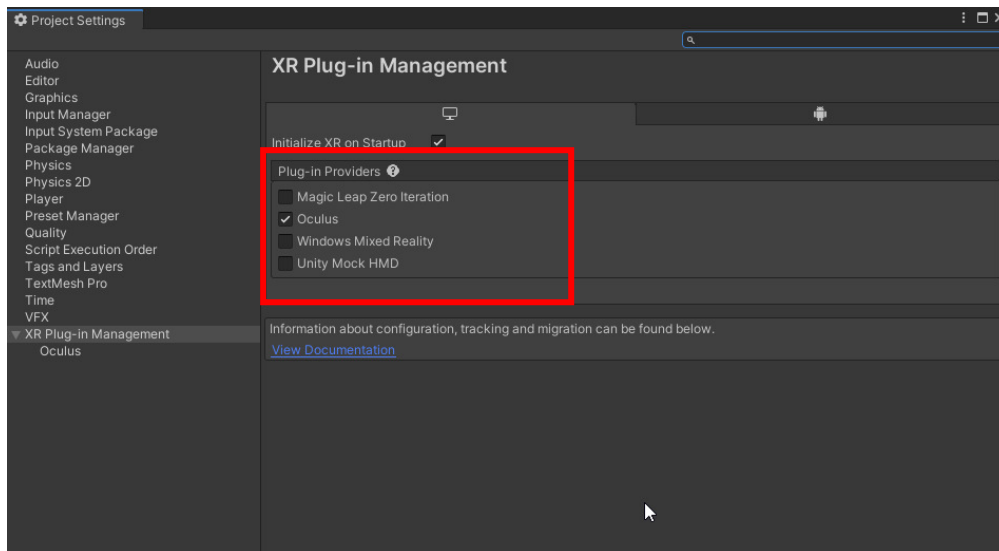 Project Settings
Audio
Editor
Graphics
Input Manager
Input System Package
Package Manager
Physics
Physics 2D
Player
Preset Manager
Quality
Script Execution Order
Tags and Layers
TextMesh Pro
Time
VFX
XR Plug-in Management
Oculus
XR Plug-in Management
Initialize XR on Startup
Plug-in Providers
Magic Leap Zero Iteration
Oculus
Windows Mixed Reality
Unity Mock HMD
Information about configuration, tracking and migration can be found below.
View Documentation